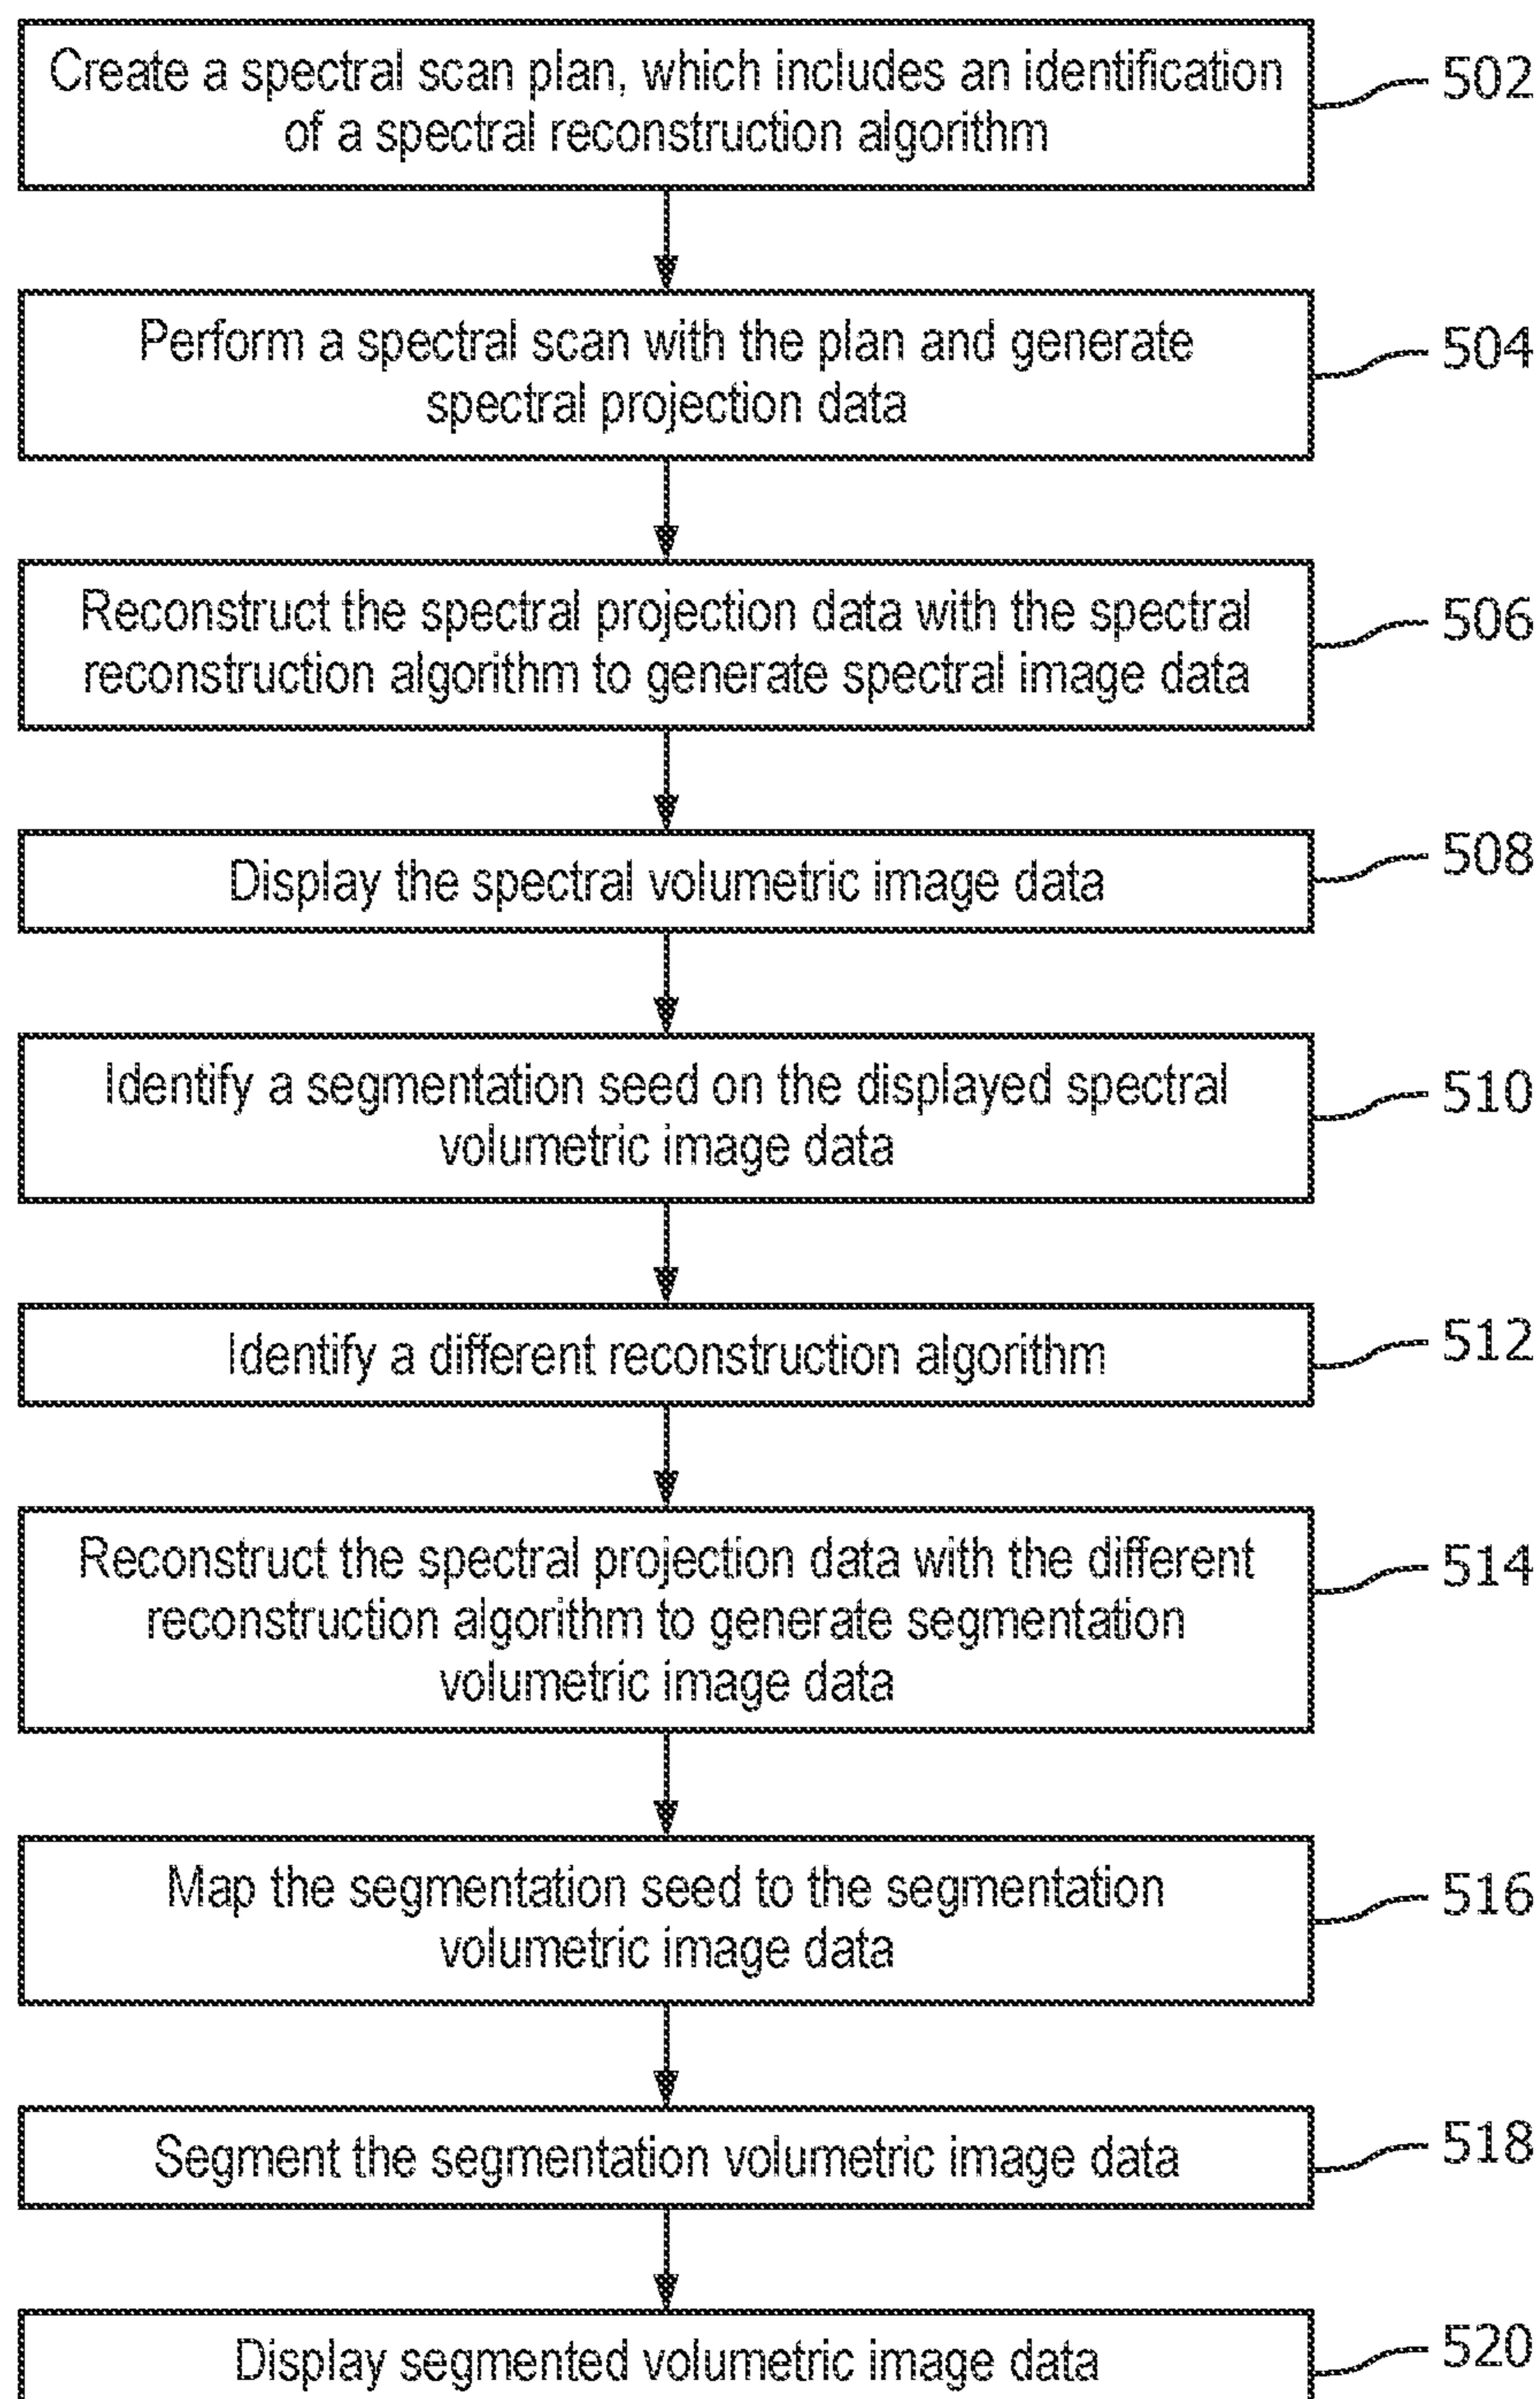 Create a spectral scan plan, which includes an identification
of a spectral reconstruction algorithm
502
Perform a spectral scan with the plan and generate
spectral projection data
504
Reconstruct the spectral projection data with the spectral
reconstruction algorithm to generate spectral image data
506
Display the spectral volumetric image data
508
Identify a segmentation seed on the displayed spectral
volumetric image data
510
Identify a different reconstruction algorithm
512
Reconstruct the spectral projection data with the different
reconstruction algorithm to generate segmentation
volumetric image data
514
Map the segmentation seed to the segmentation
volumetric image data
516
Segment the segmentation volumetric image data
518
Display segmented volumetric image data
520